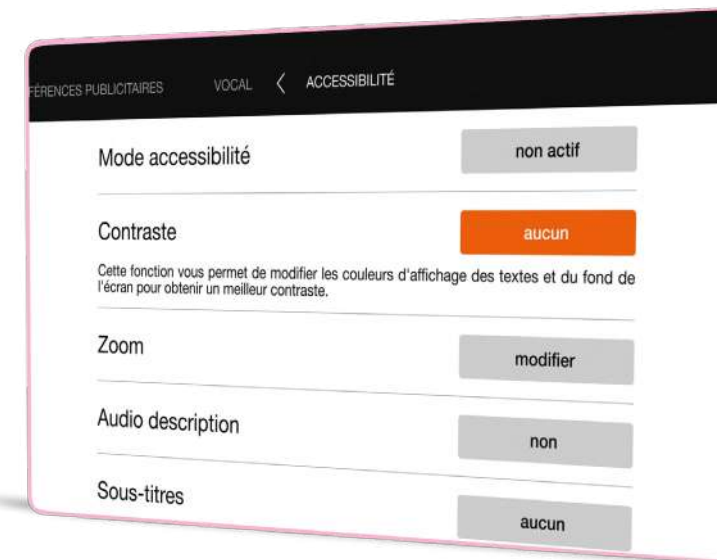 FÉRENCES PUBLICITAIRES VOCAL < ACCESSIBILITÉ
Mode accessibilité non actif
Contraste aucun
Cette fonction vous permet de modifier les couleurs d'affichage des textes et du fond de
l'écran pour obtenir un meilleur contraste.
Zoom modifier
Audio description non
Sous-titres aucun